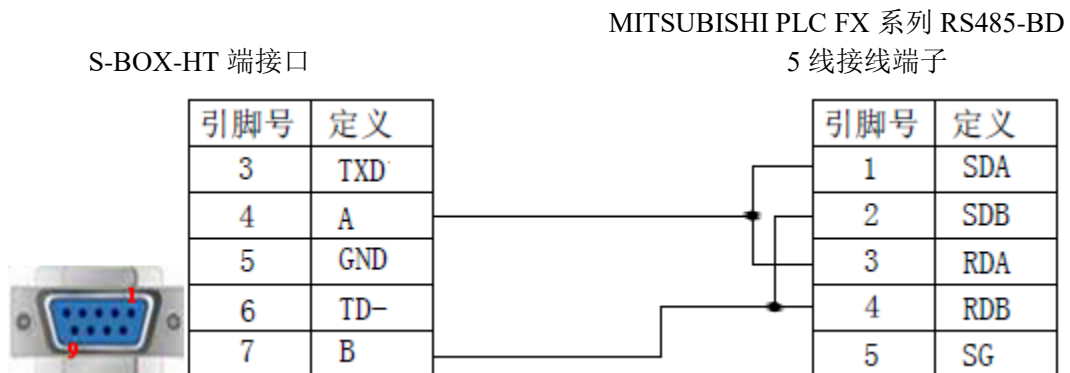 MITSUBISHI PLC FX 系列 RS485-BD
S-BOX-HT 端接口
5 线接线端子
引脚号 定义
3 TXD
4 A
5 GND
6 TD-
7 B
1
9
引脚号 定义
1 SDA
2 SDB
3 RDA
4 RDB
5 SG